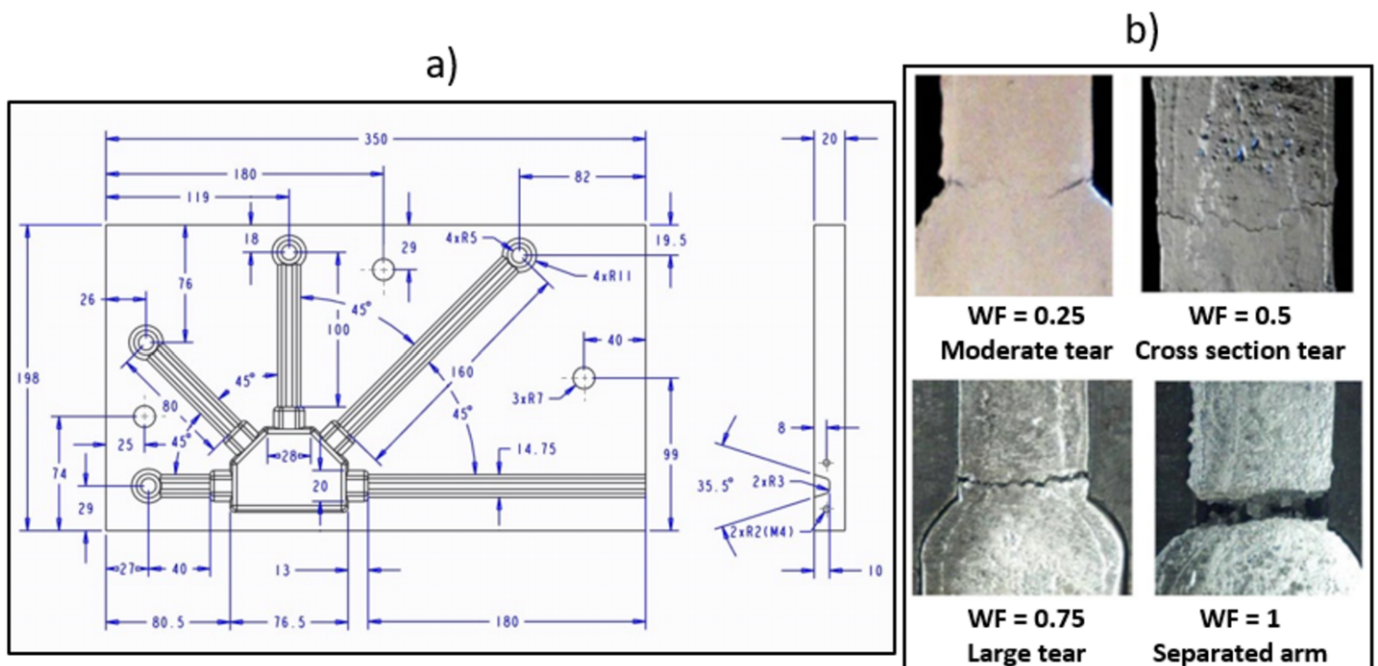 a)
350
180
82
119
18
29
4xR5
19.5
4xR11
76
26
45°
100
40
198
160
45°
80
3xR7
45°
25
45°
74
28
14.75
99
20
29
27
40
13
80.5
76.5
180
20
8
35.5°
2xR3
2xR2(M4)
10
b)
WF = 0.25
Moderate tear
WF = 0.5
Cross section tear
WF = 0.75
Large tear
WF = 1
Separated arm